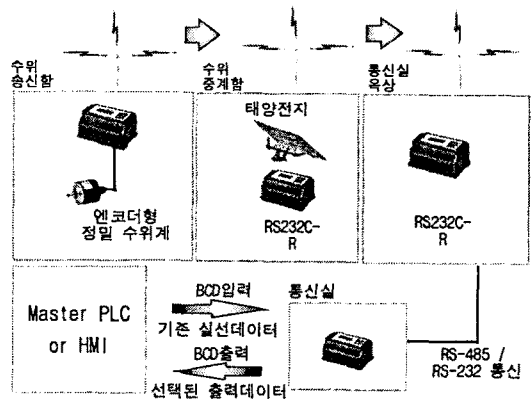 수위
송신함
수위
중계함
통신실
옥상
태양전지
엔코더형
정밀 수위계
RS232C-
R
RS232C-
R
Master PLC
or HMI
BCD입력
기존 실선데이터
BCD출력
선택된 출력데이터
통신실
RS-485 /
RS-232 통신